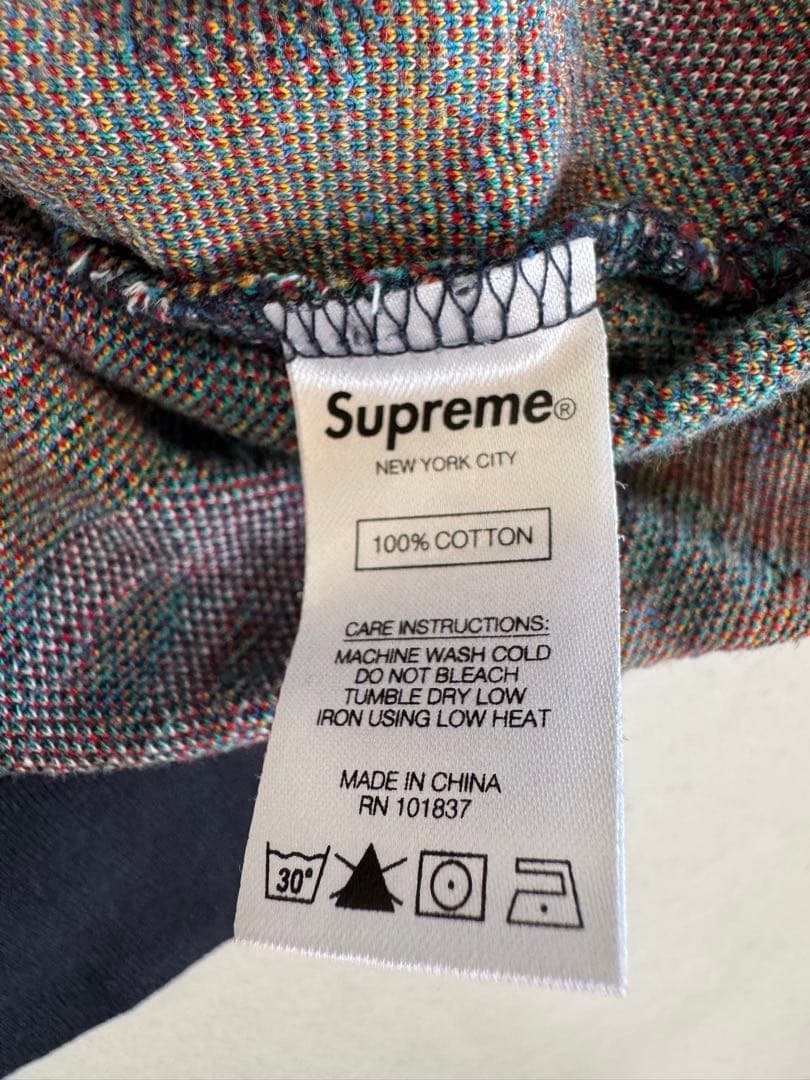 Supreme®
NEW YORK CITY
100% COTTON
CARE INSTRUCTIONS:
MACHINE WASH COLD
DO NOT BLEACH
TUMBLE DRY LOW
IRON USING LOW HEAT
MADE IN CHINA
RN 101837
30°